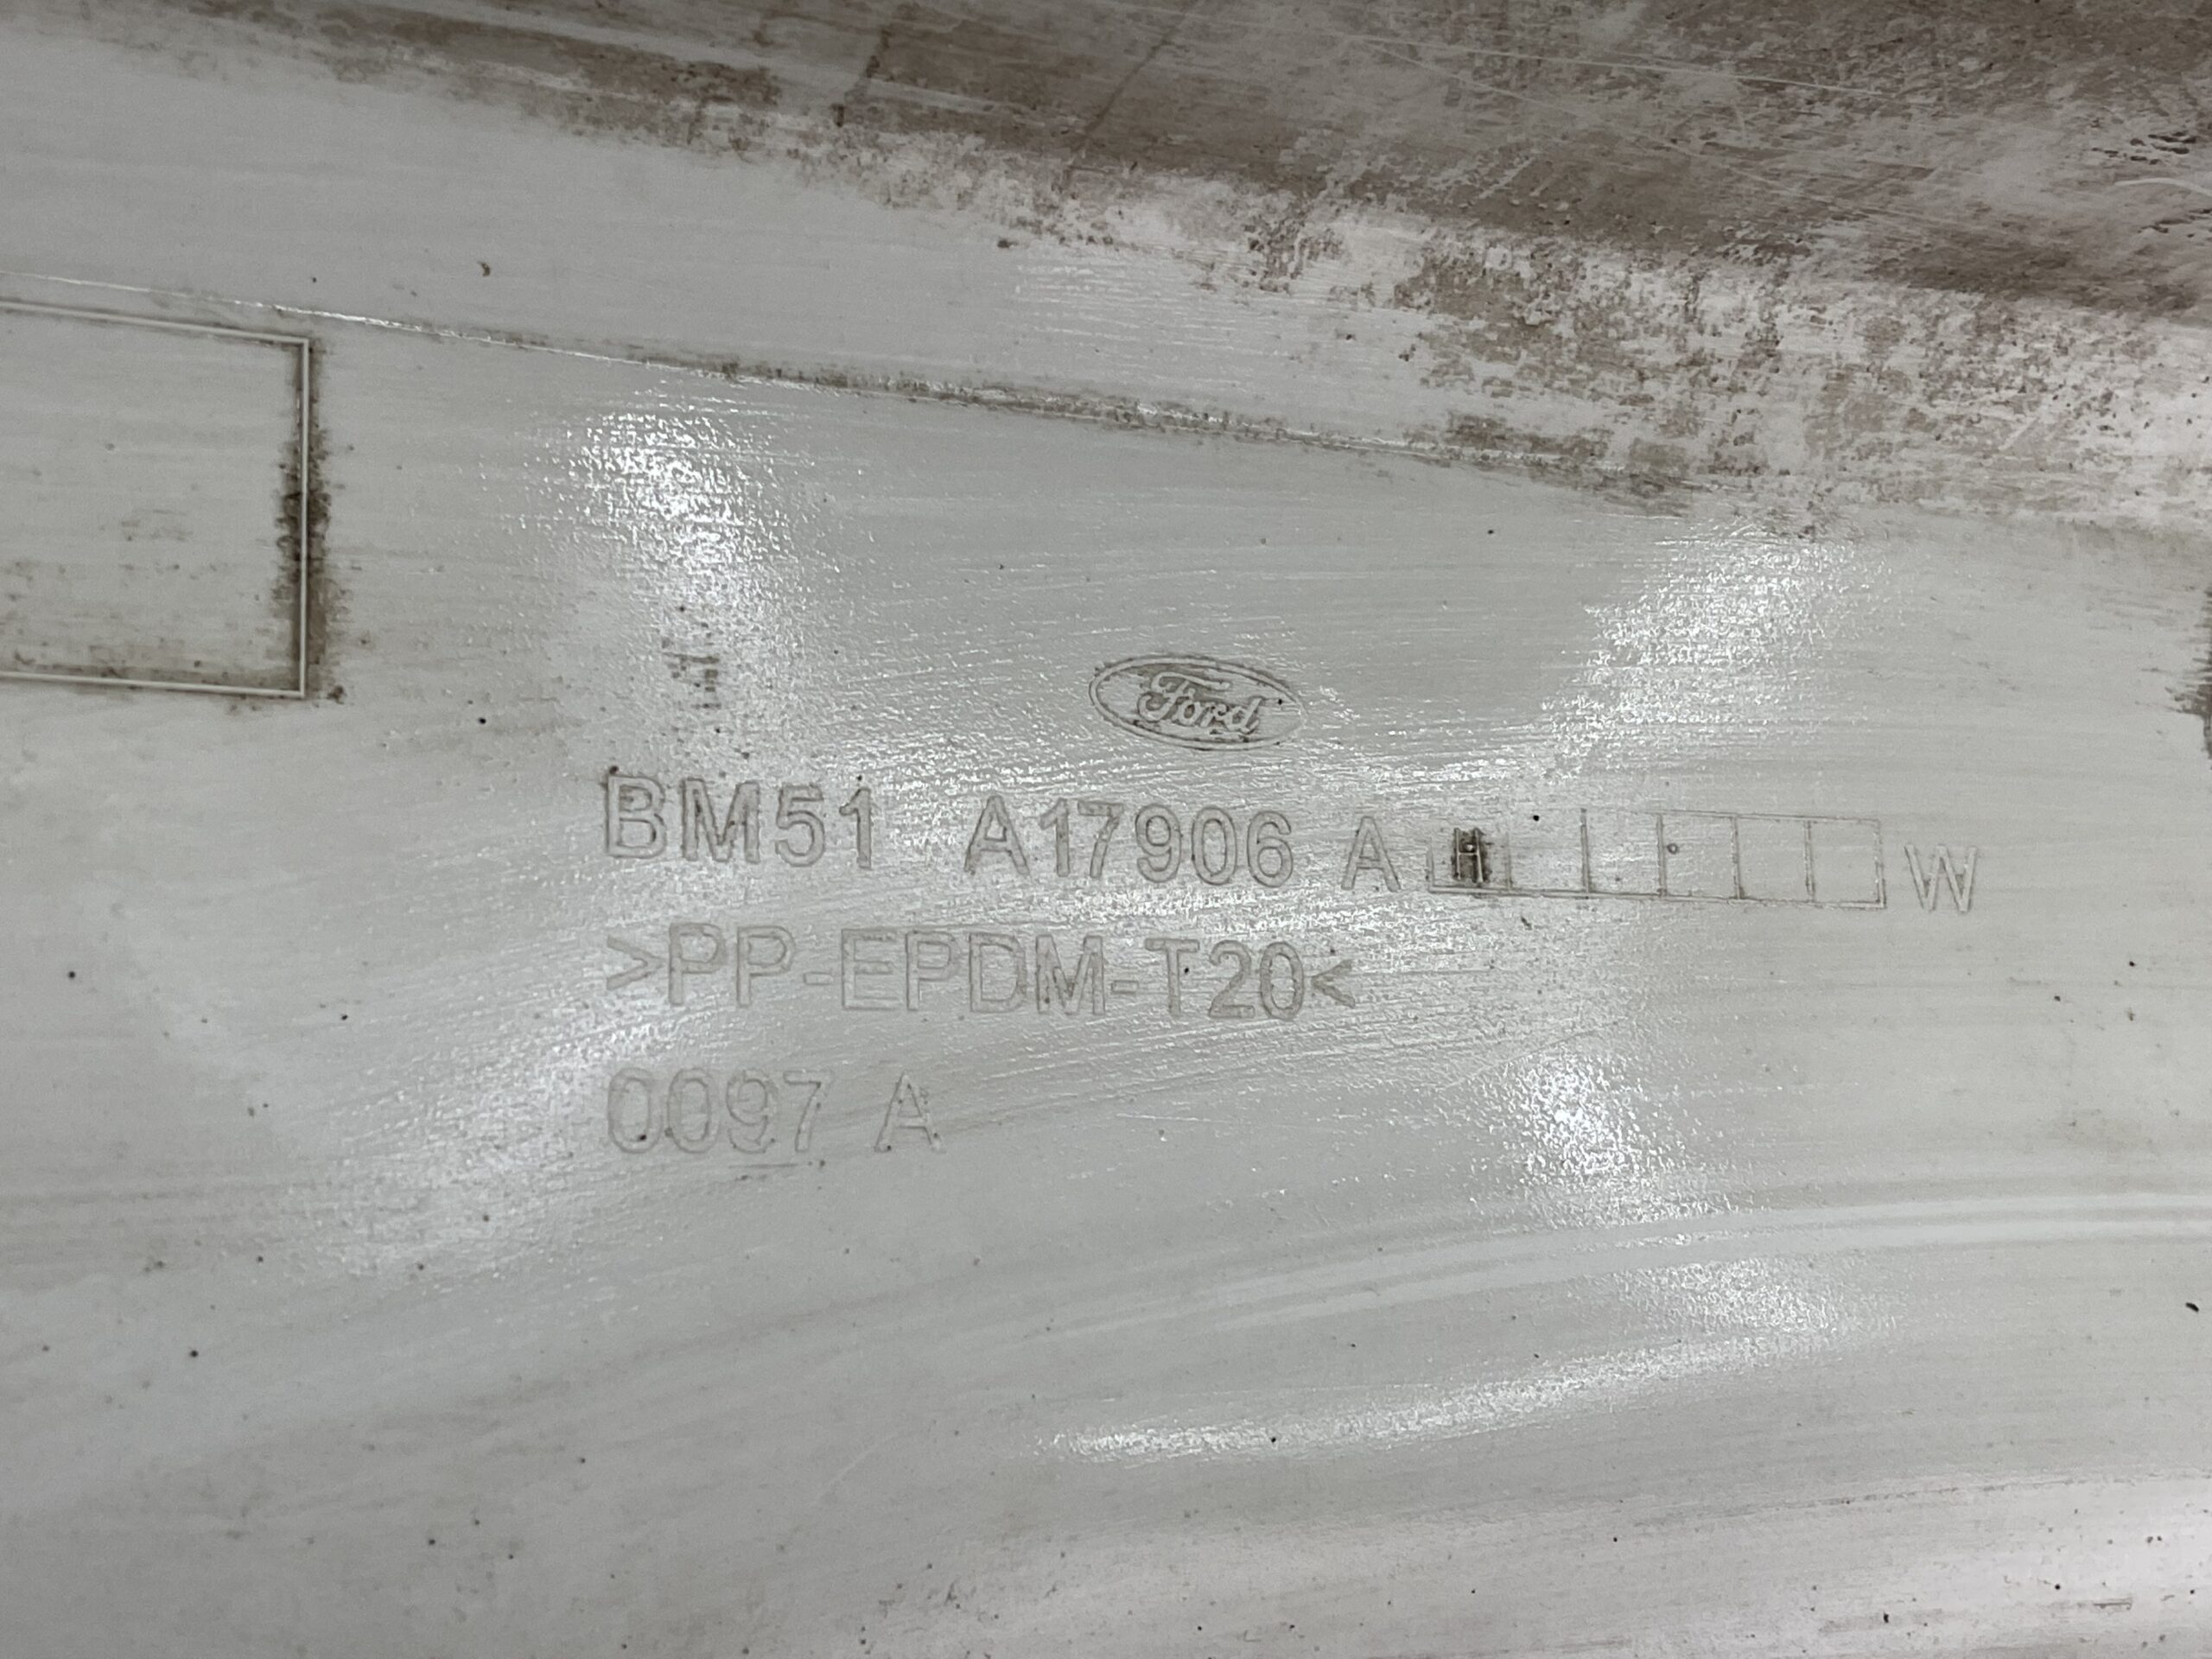 Ford
BM51 A17906 A W
>PP-EPDM-T20<
0097 A